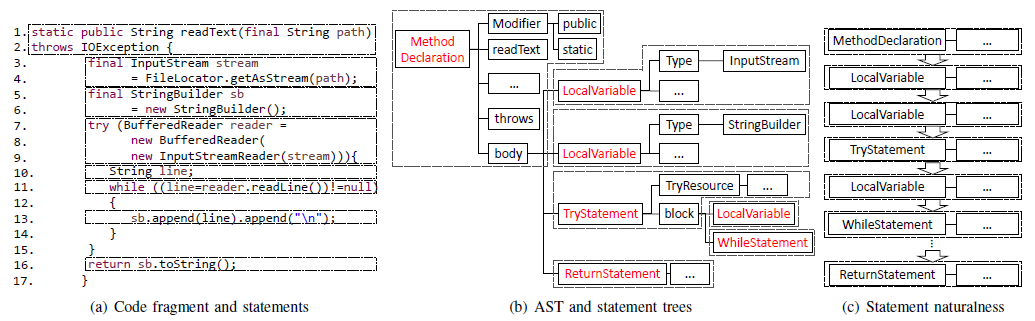 1. static public String readText(final String path)
2. throws IOException {
3. final InputStream stream
4. = FileLocator.getAsStream(path);
5. final StringBuilder sb
6. = new StringBuilder();
7. try (BufferedReader reader =
8. new BufferedReader(
9. new InputStreamReader(stream))){
10. String line;
11. while ((line=reader.readLine())!=null)
12. {
13. sb.append(line).append("\n");
14. }
15. }
16. return sb.toString();
17. }
(a) Code fragment and statements
Method
Declaration
Modifier
public
readText
static
...
throws
body
LocalVariable
Type
InputStream
...
LocalVariable
Type
StringBuilder
...
TryStatement
TryResource
...
block
LocalVariable
WhileStatement
ReturnStatement
...
(b) AST and statement trees
MethodDeclaration ...
LocalVariable ...
LocalVariable ...
TryStatement ...
LocalVariable ...
WhileStatement ...
...
ReturnStatement ...
(c) Statement naturalness